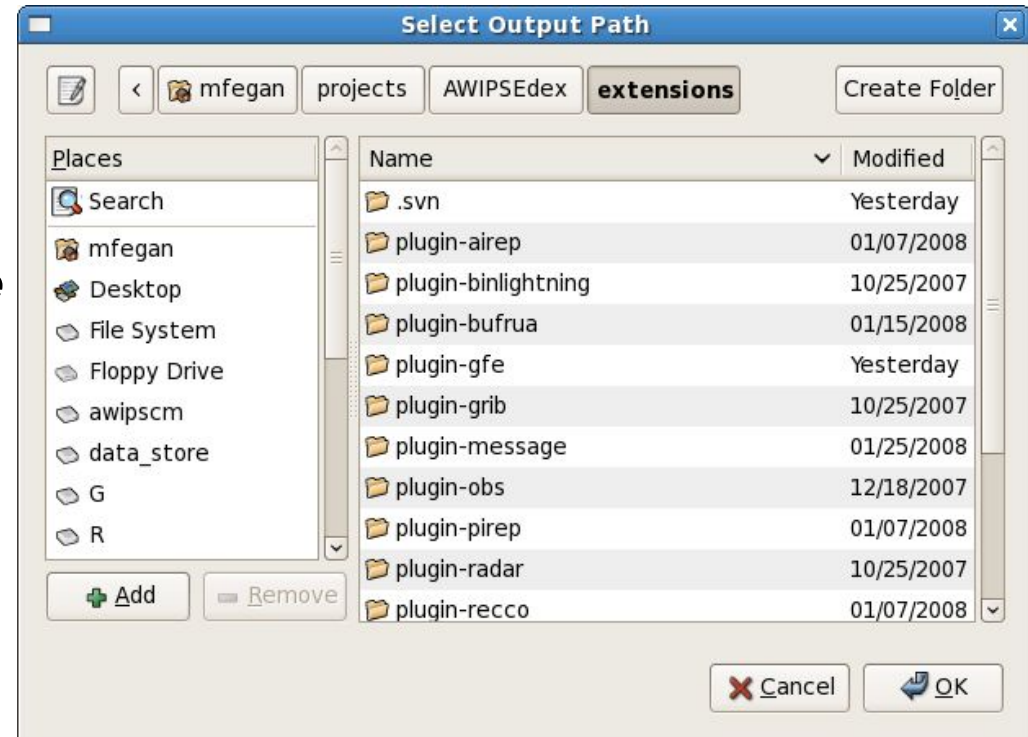 Select Output Path
< mfegan projects AWIPSEdex extensions Create Folder
Places
Search
mfegan
Desktop
File System
Floppy Drive
awipscm
data_store
G
R
Add Remove
Name Modified
.svn Yesterday
plugin-airep 01/07/2008
plugin-binlightning 10/25/2007
plugin-bufrua 01/15/2008
plugin-gfe Yesterday
plugin-grib 10/25/2007
plugin-message 01/25/2008
plugin-obs 12/18/2007
plugin-pirep 01/07/2008
plugin-radar 10/25/2007
plugin-recco 01/07/2008
Cancel OK